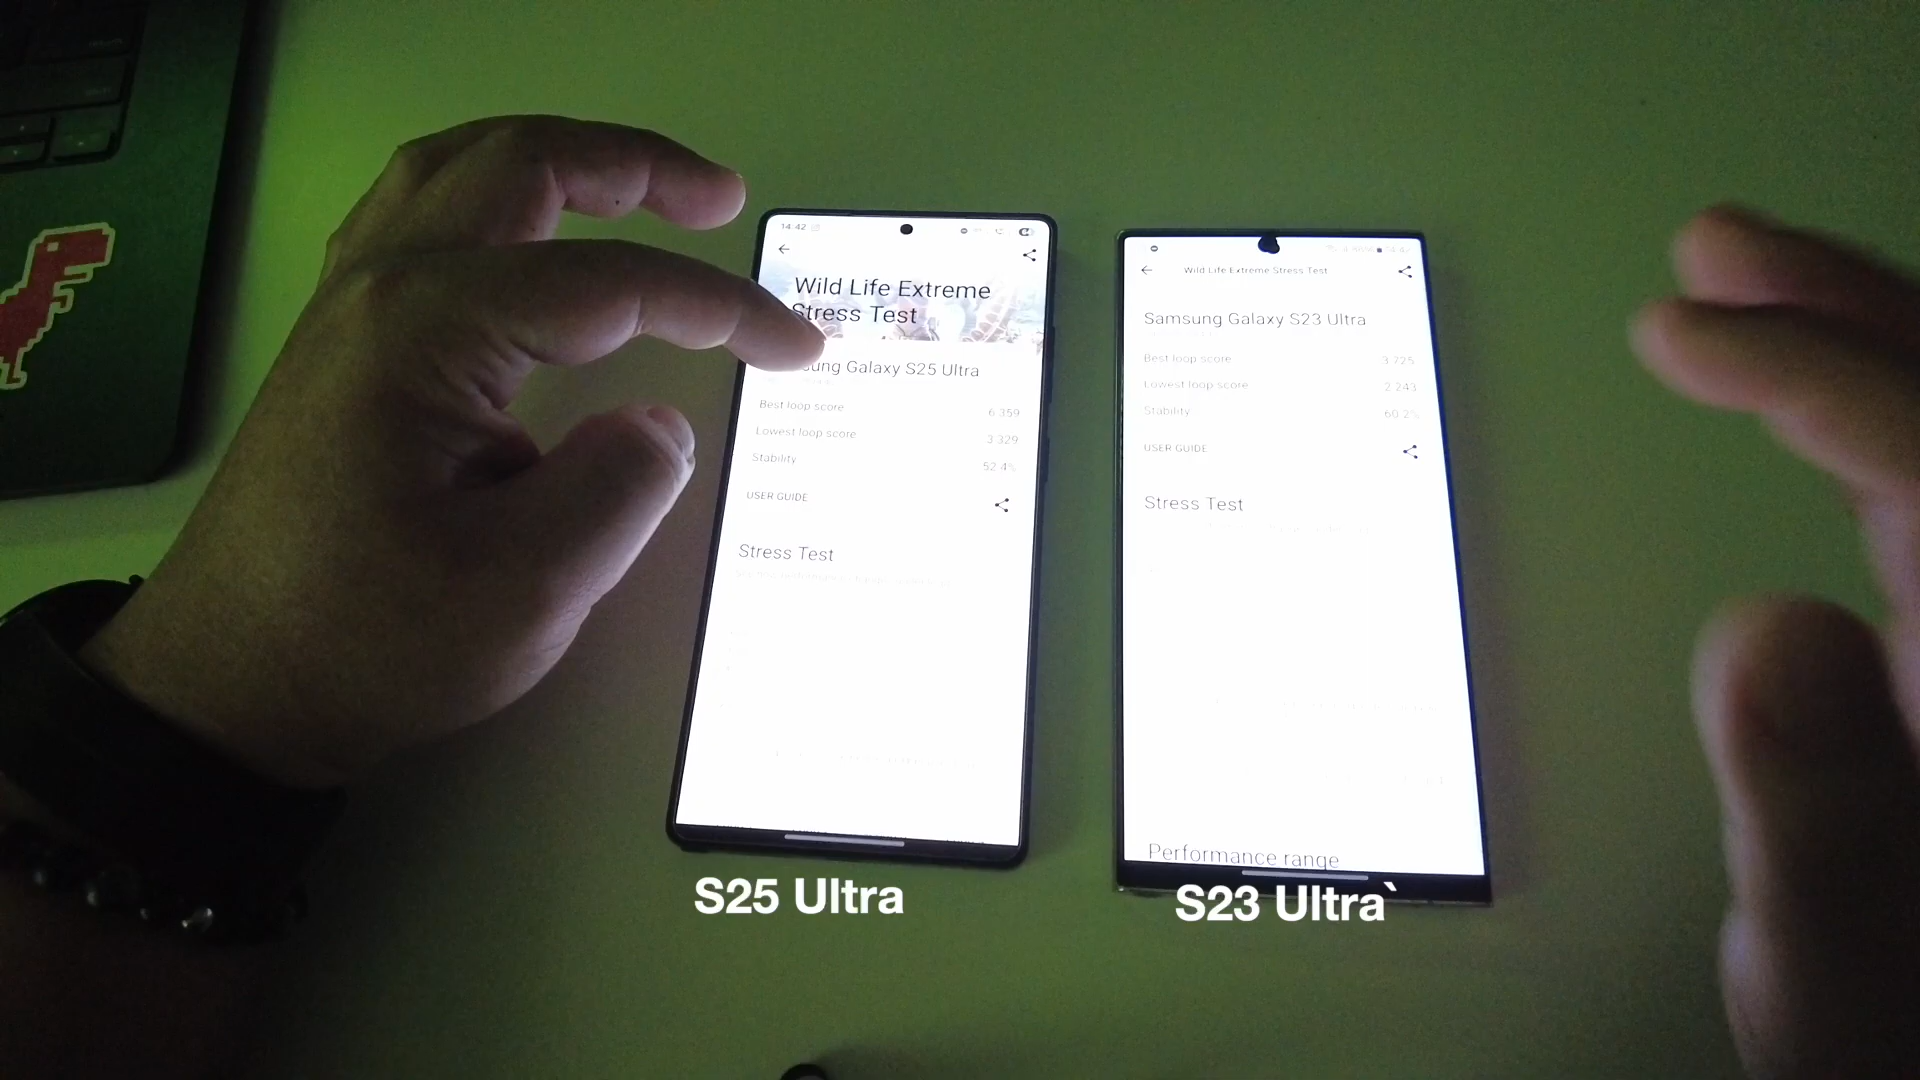 14:42
Wild Life Extreme
Stress Test
Galaxy S25 Ultra
Best loop score 6 359
Lowest loop score 3 329
Stability 52.4%
USER GUIDE
Stress Test
Wild Life Extreme Stress Test
Samsung Galaxy S23 Ultra
Best loop score 3 725
Lowest loop score 2 243
Stability 60.2%
USER GUIDE
Stress Test
Performance range
S25 Ultra
S23 Ultra`